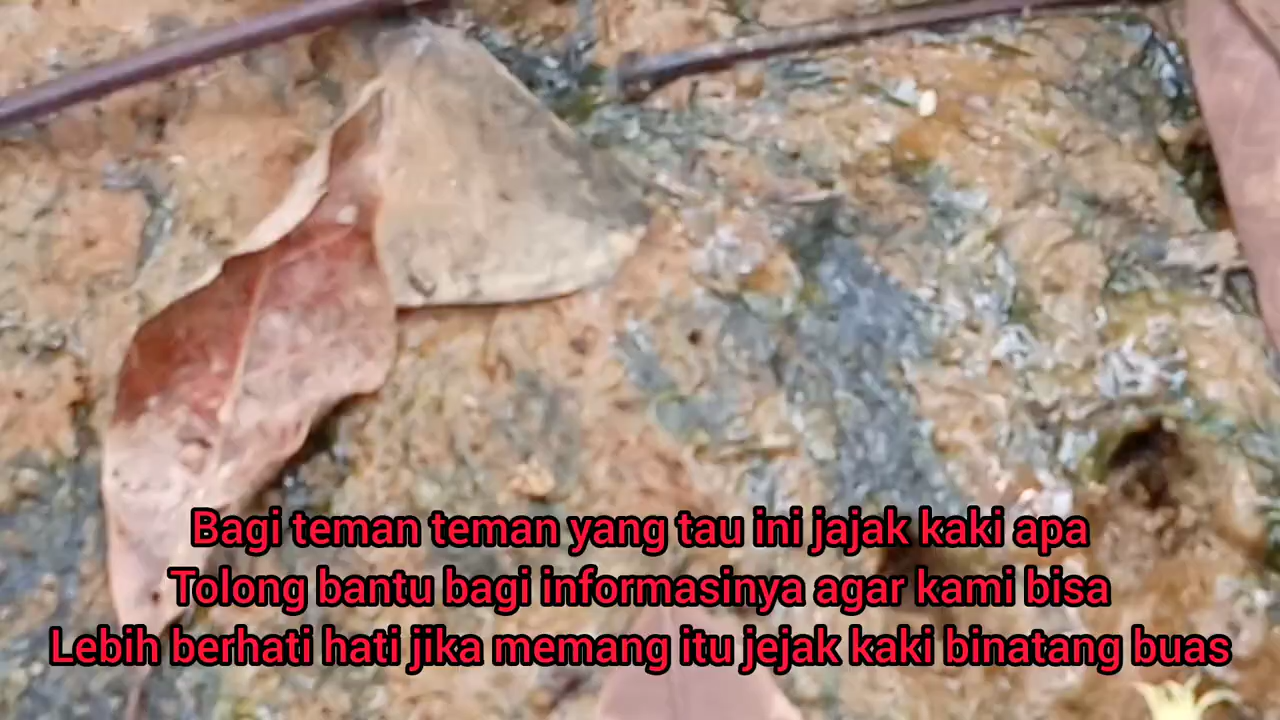 Bagi teman teman yang tau ini jajak kaki apa
Tolong bantu bagi informasinya agar kami bisa
Lebih berhati hati jika memang itu jejak kaki binatang buas